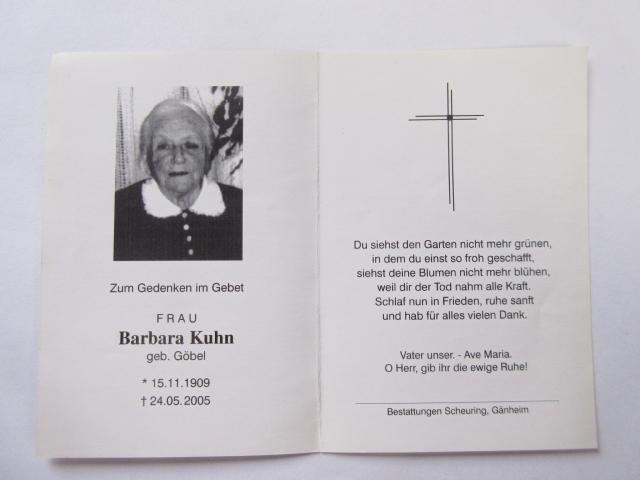 Zum Gedenken im Gebet
FRAU
Barbara Kuhn
geb. Göbel
* 15.11.1909
† 24.05.2005
Du siehst den Garten nicht mehr grünen,
in dem du einst so froh geschafft,
siehst deine Blumen nicht mehr blühen,
weil dir der Tod nahm alle Kraft.
Schlaf nun in Frieden, ruhe sanft
und hab für alles vielen Dank.
Vater unser. - Ave Maria.
O Herr, gib ihr die ewige Ruhe!
Bestattungen Scheuring, Gänheim